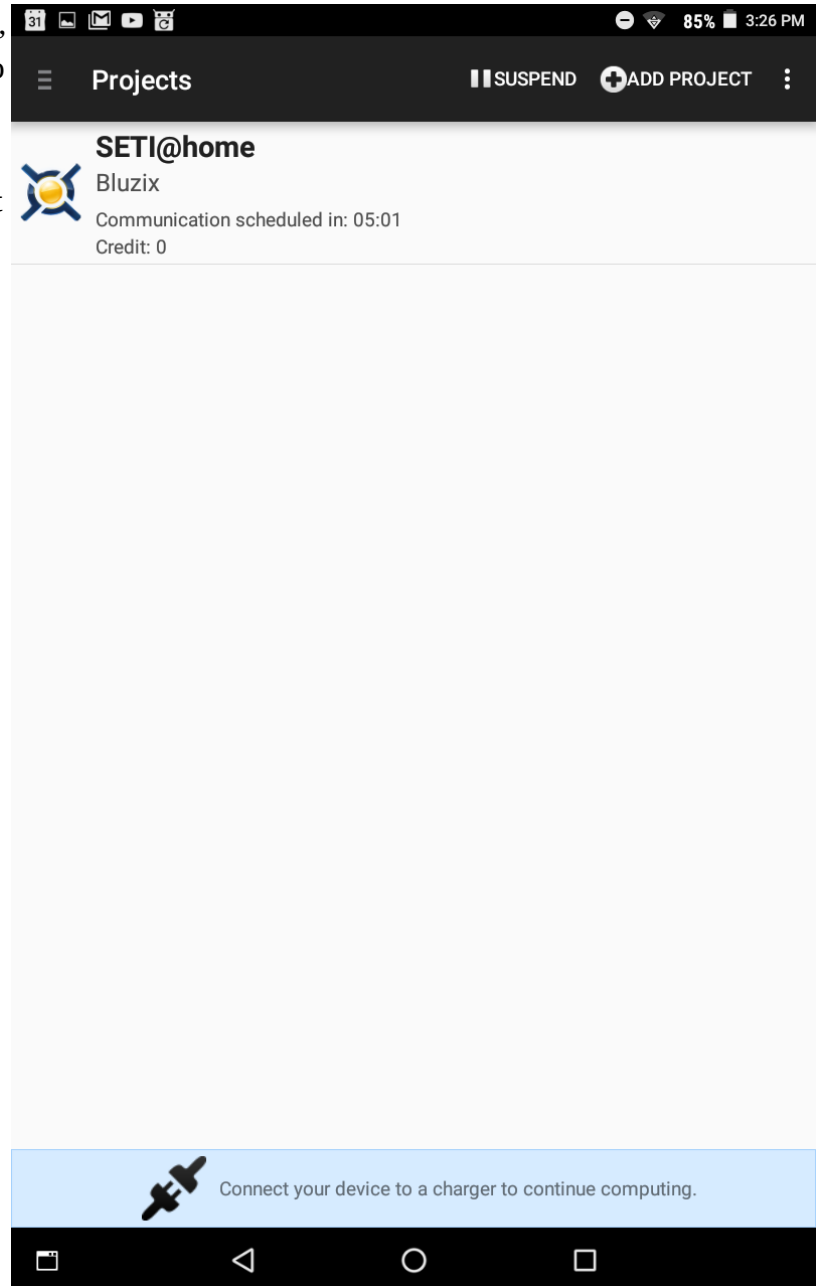 31
85% 3:26 PM
Projects
SUSPEND
ADD PROJECT
SETI@home
Bluzix
Communication scheduled in: 05:01
Credit: 0
Connect your device to a charger to continue computing.